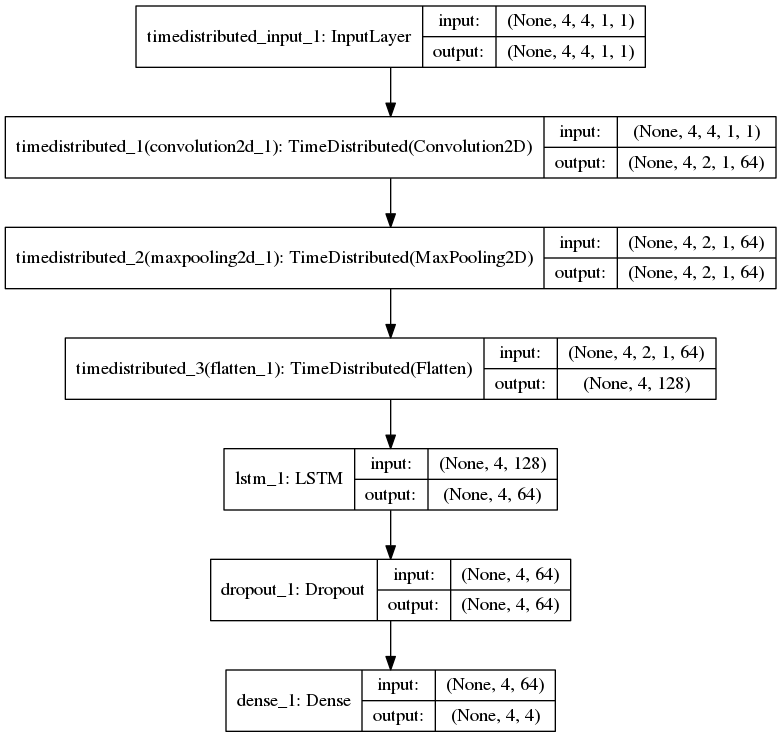 timedistributed_input_1: InputLayer
input: (None, 4, 4, 1, 1)
output: (None, 4, 4, 1, 1)
timedistributed_1(convolution2d_1): TimeDistributed(Convolution2D)
input: (None, 4, 4, 1, 1)
output: (None, 4, 2, 1, 64)
timedistributed_2(maxpooling2d_1): TimeDistributed(MaxPooling2D)
input: (None, 4, 2, 1, 64)
output: (None, 4, 2, 1, 64)
timedistributed_3(flatten_1): TimeDistributed(Flatten)
input: (None, 4, 2, 1, 64)
output: (None, 4, 128)
lstm_1: LSTM
input: (None, 4, 128)
output: (None, 4, 64)
dropout_1: Dropout
input: (None, 4, 64)
output: (None, 4, 64)
dense_1: Dense
input: (None, 4, 64)
output: (None, 4, 4)